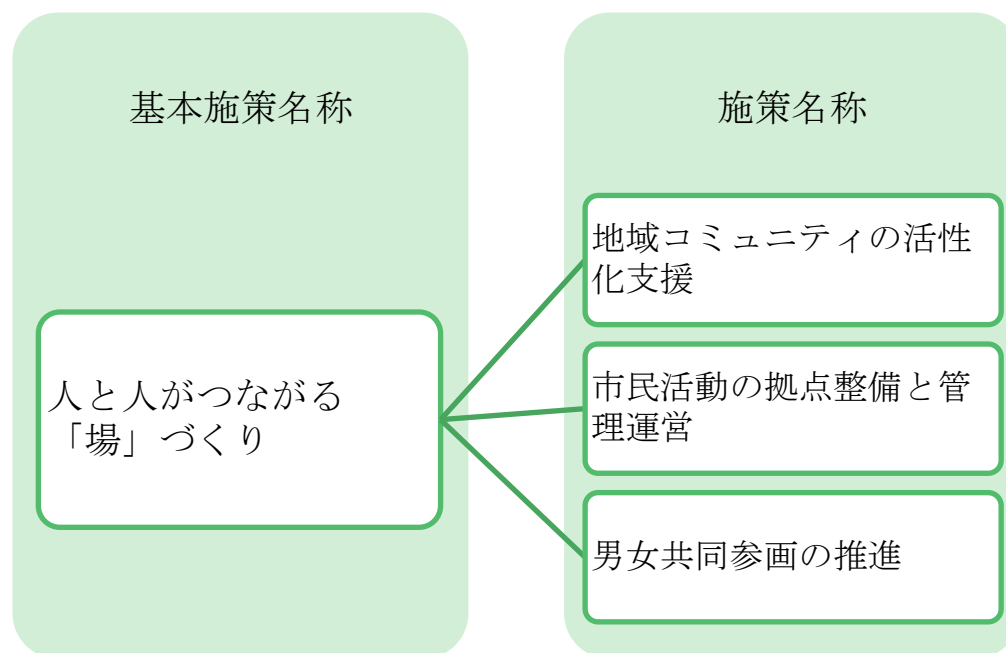 基本施策名称
施策名称
人と人がつながる
「場」づくり
地域コミュニティの活性
化支援
市民活動の拠点整備と管
理運営
男女共同参画の推進